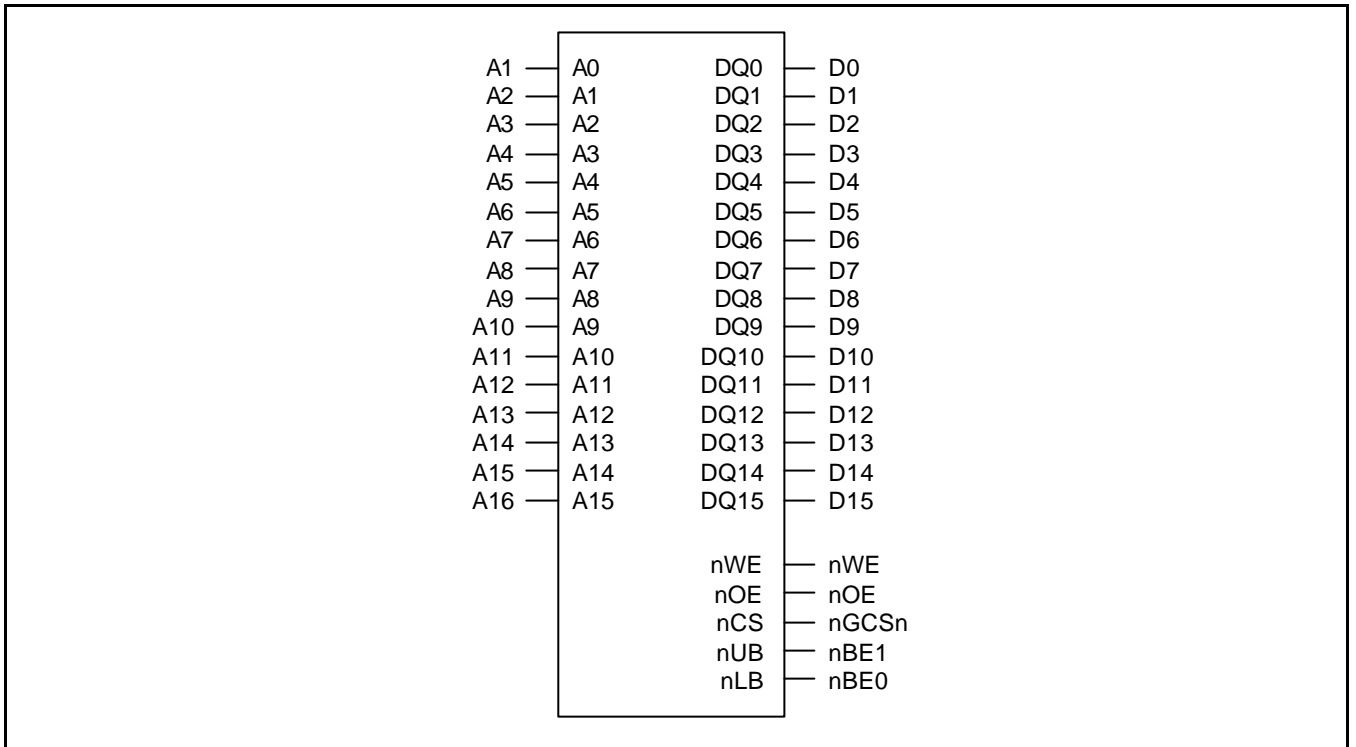 A1 A0 DQ0 D0
A2 A1 DQ1 D1
A3 A2 DQ2 D2
A4 A3 DQ3 D3
A5 A4 DQ4 D4
A6 A5 DQ5 D5
A7 A6 DQ6 D6
A8 A7 DQ7 D7
A9 A8 DQ8 D8
A10 A9 DQ9 D9
A11 A10 DQ10 D10
A12 A11 DQ11 D11
A13 A12 DQ12 D12
A14 A13 DQ13 D13
A15 A14 DQ14 D14
A16 A15 DQ15 D15
nWE nWE
nOE nOE
nCS nGCSn
nUB nBE1
nLB nBE0